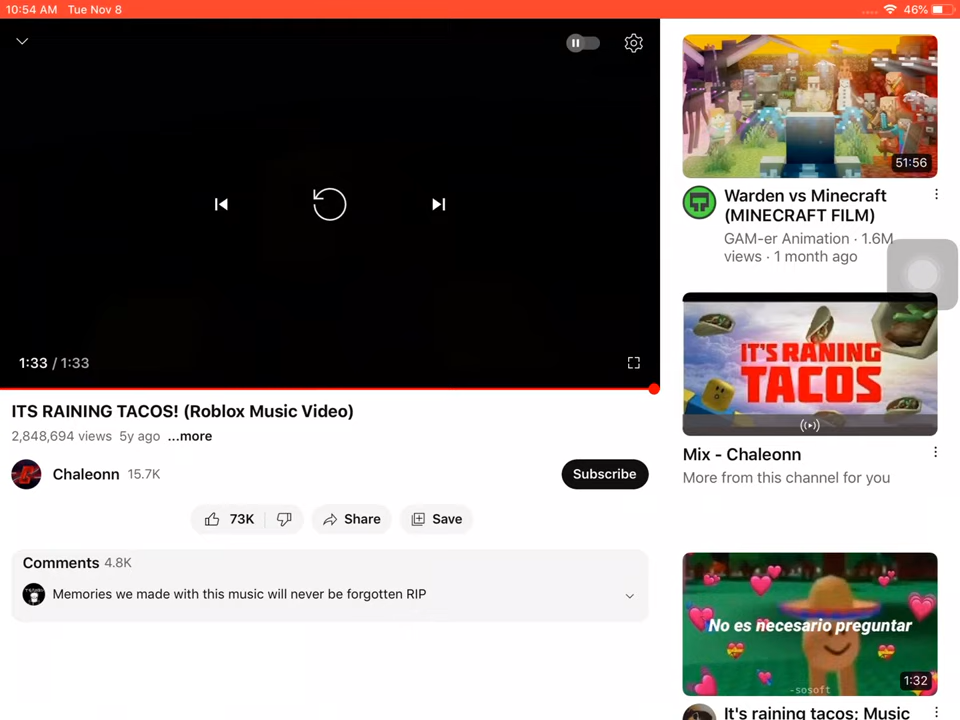 10:54 AM Tue Nov 8
46%
1:33 / 1:33
ITS RAINING TACOS! (Roblox Music Video)
2,848,694 views 5y ago ...more
Chaleonn 15.7K
Subscribe
73K
Share
Save
Comments 4.8K
Memories we made with this music will never be forgotten RIP
51:56
Warden vs Minecraft
(MINECRAFT FILM)
GAM-er Animation · 1.6M
views · 1 month ago
IT'S RANING
TACOS
Mix - Chaleonn
More from this channel for you
No es necesario preguntar
-sosoft
1:32
It's raining tacos; Music